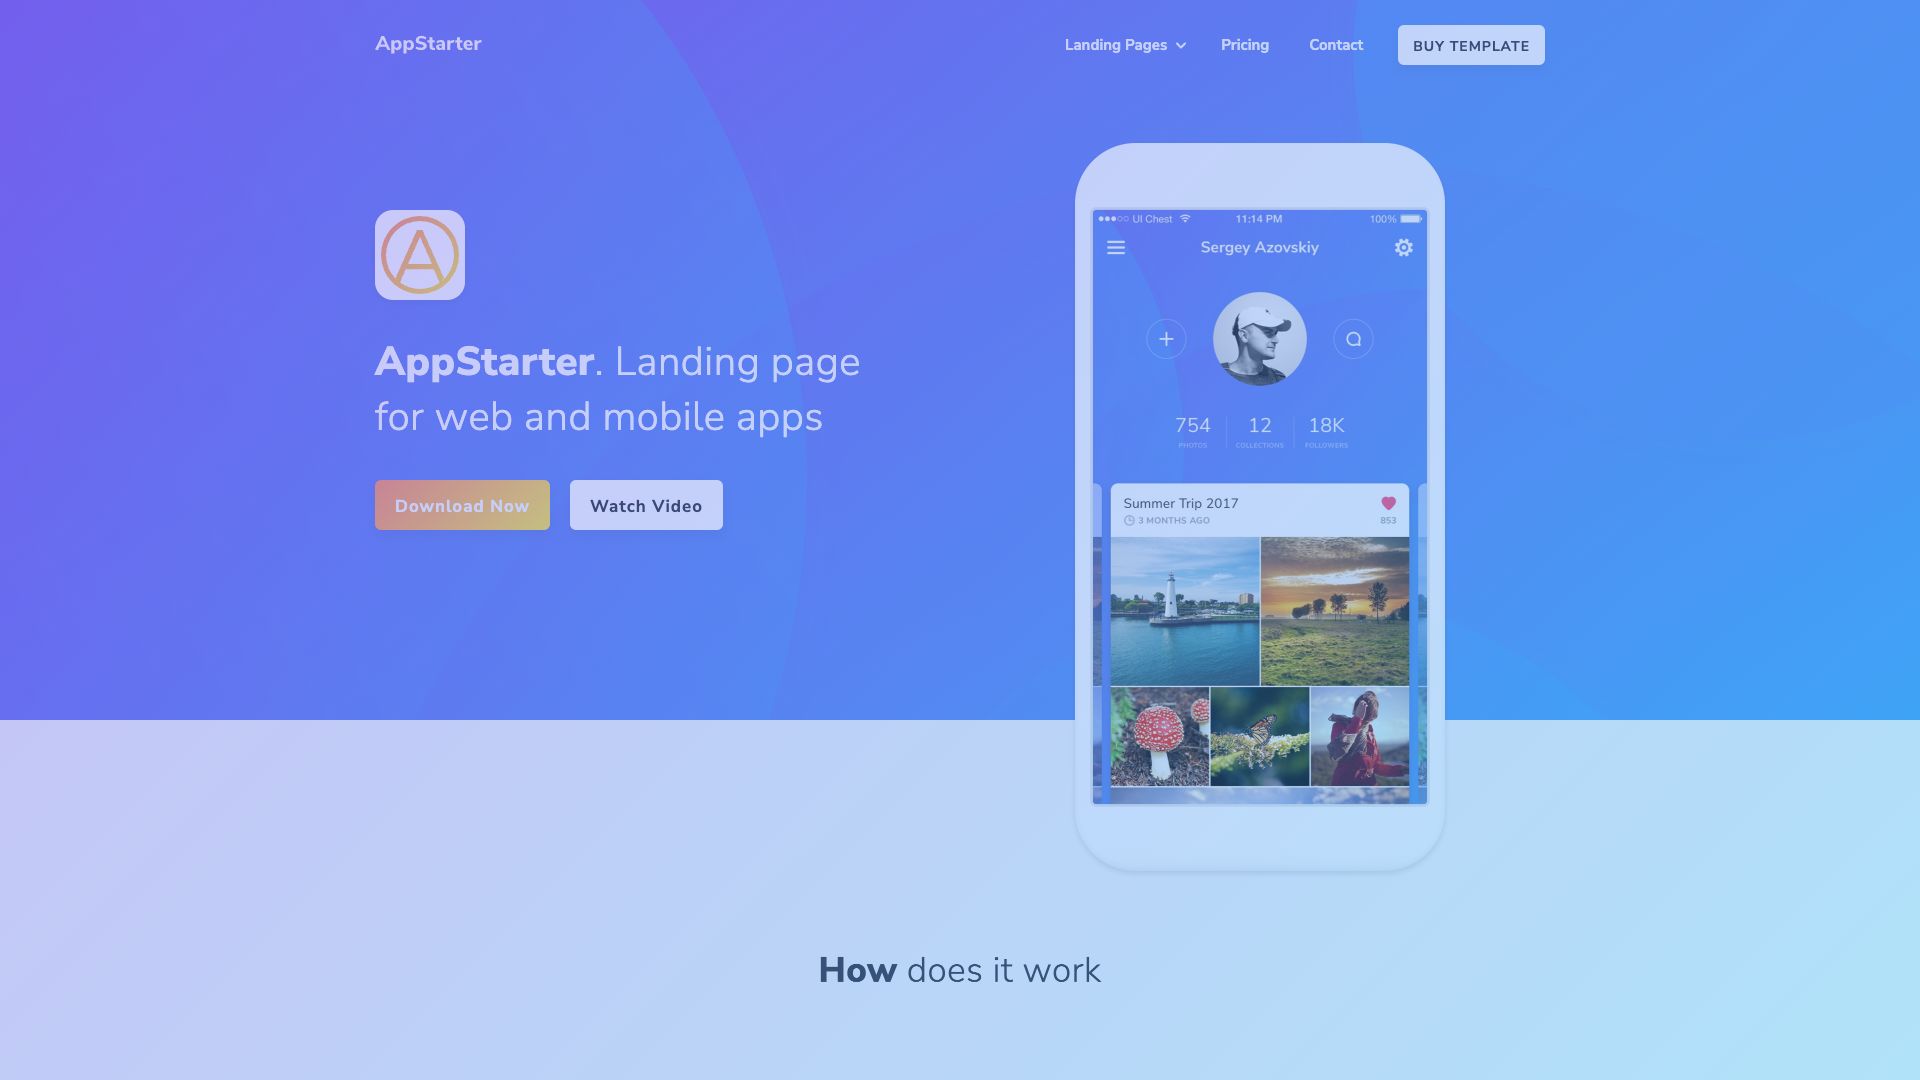 AppStarter
Landing Pages
Pricing
Contact
BUY TEMPLATE
AppStarter. Landing page
for web and mobile apps
Download Now
Watch Video
UI Chest
11:14 PM
100%
Sergey Azovskiy
754
PHOTOS
12
COLLECTIONS
18K
FOLLOWERS
Summer Trip 2017
3 MONTHS AGO
853
How does it work